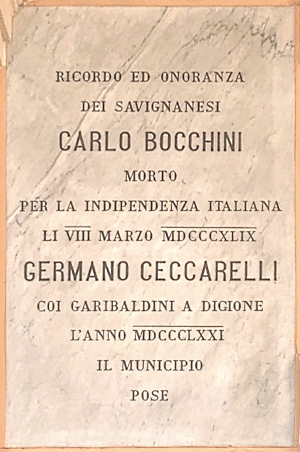 RICORDO ED ONORANZA
DEI SAVIGNANESI
CARLO BOCCHINI
MORTO
PER LA INDIPENDENZA ITALIANA
LI VIII MARZO MDCCCXLIX
GERMANO CECCARELLI
COI GARIBALDINI A DIGIONE
L'ANNO MDCCCLXXI
IL MUNICIPIO
POSE